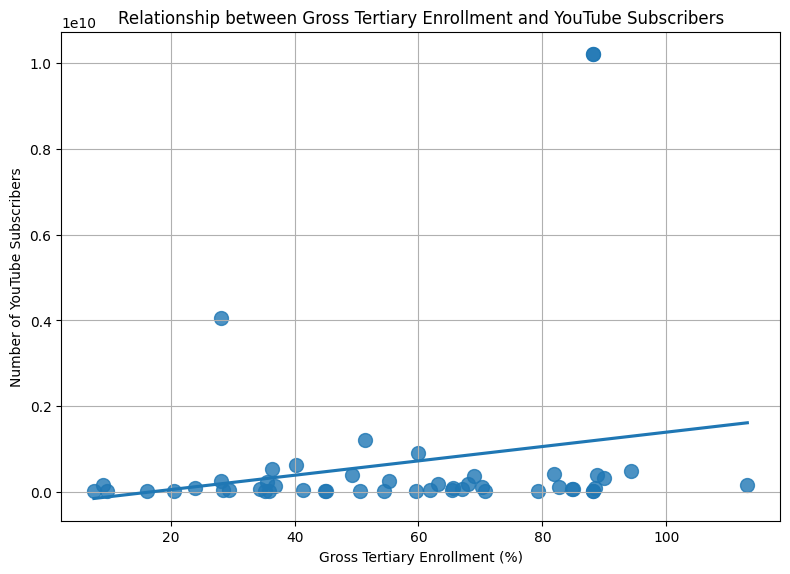 Relationship between Gross Tertiary Enrollment and YouTube Subscribers
1e10
1.0
0.8
0.6
0.4
0.2
0.0
Number of YouTube Subscribers
20 40 60 80 100
Gross Tertiary Enrollment (%)